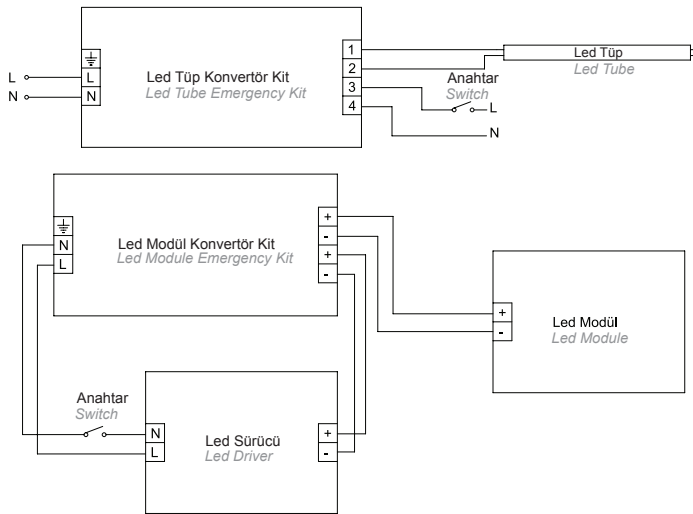 L
N
L
N
Led Tüp Konvertör Kit
Led Tube Emergency Kit
1
2
3
4
Led Tüp
Led Tube
Anahtar
Switch
L
N
N
L
Led Modül Konvertör Kit
Led Module Emergency Kit
+
-
+
-
+
-
Led Modül
Led Module
Anahtar
Switch
N
L
Led Sürücü
Led Driver
+
-